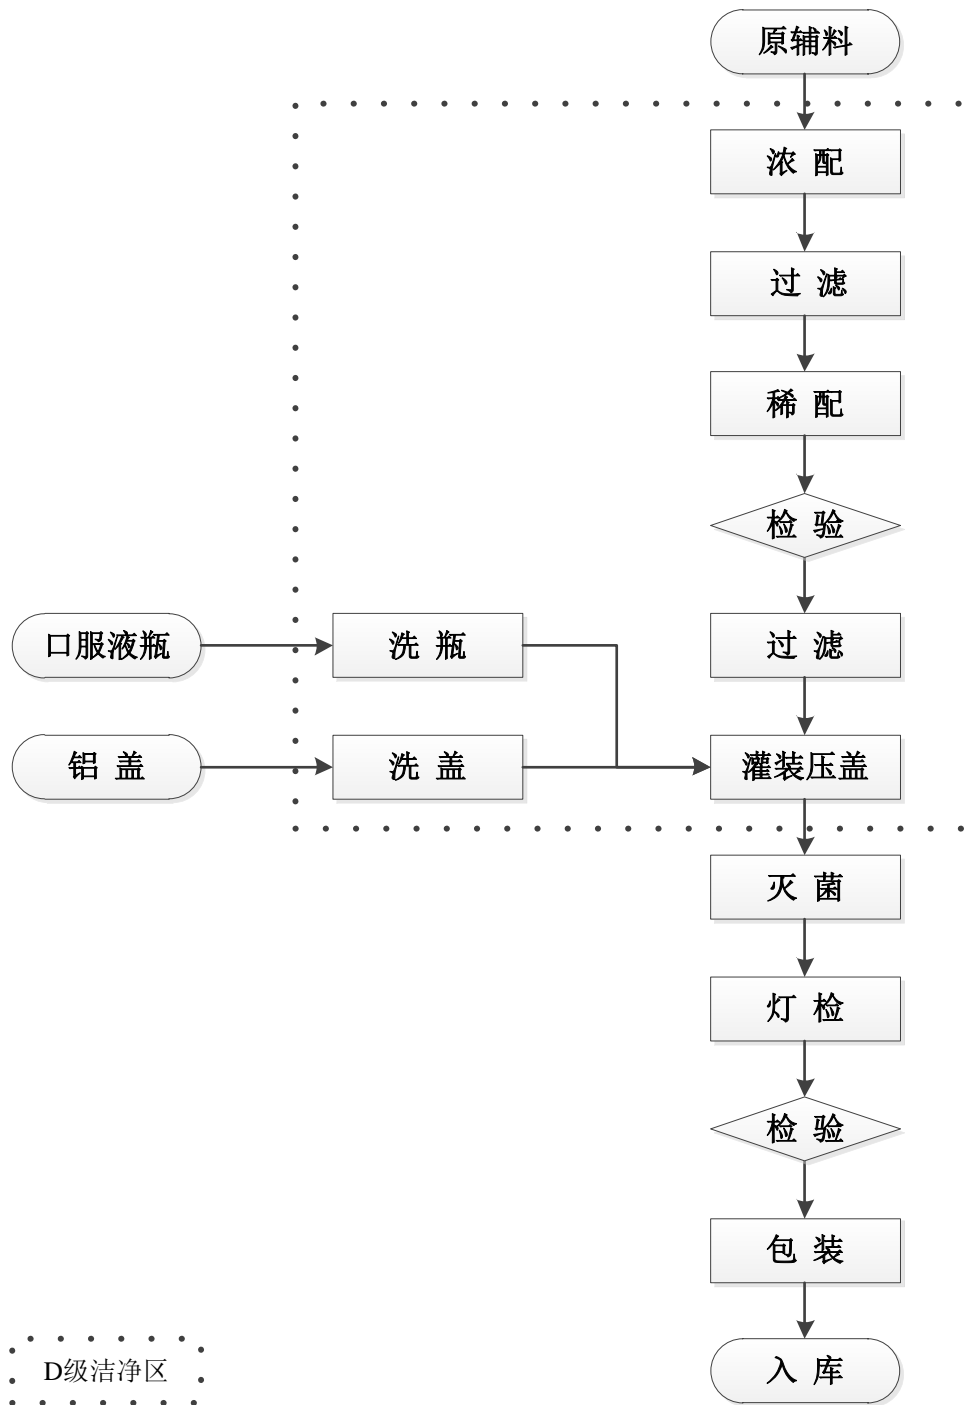 原辅料
浓 配
过 滤
稀 配
检 验
口服液瓶 洗 瓶 过 滤
铝 盖 洗 盖 灌装压盖
灭 菌
灯 检
检 验
包 装
D级洁净区 入 库